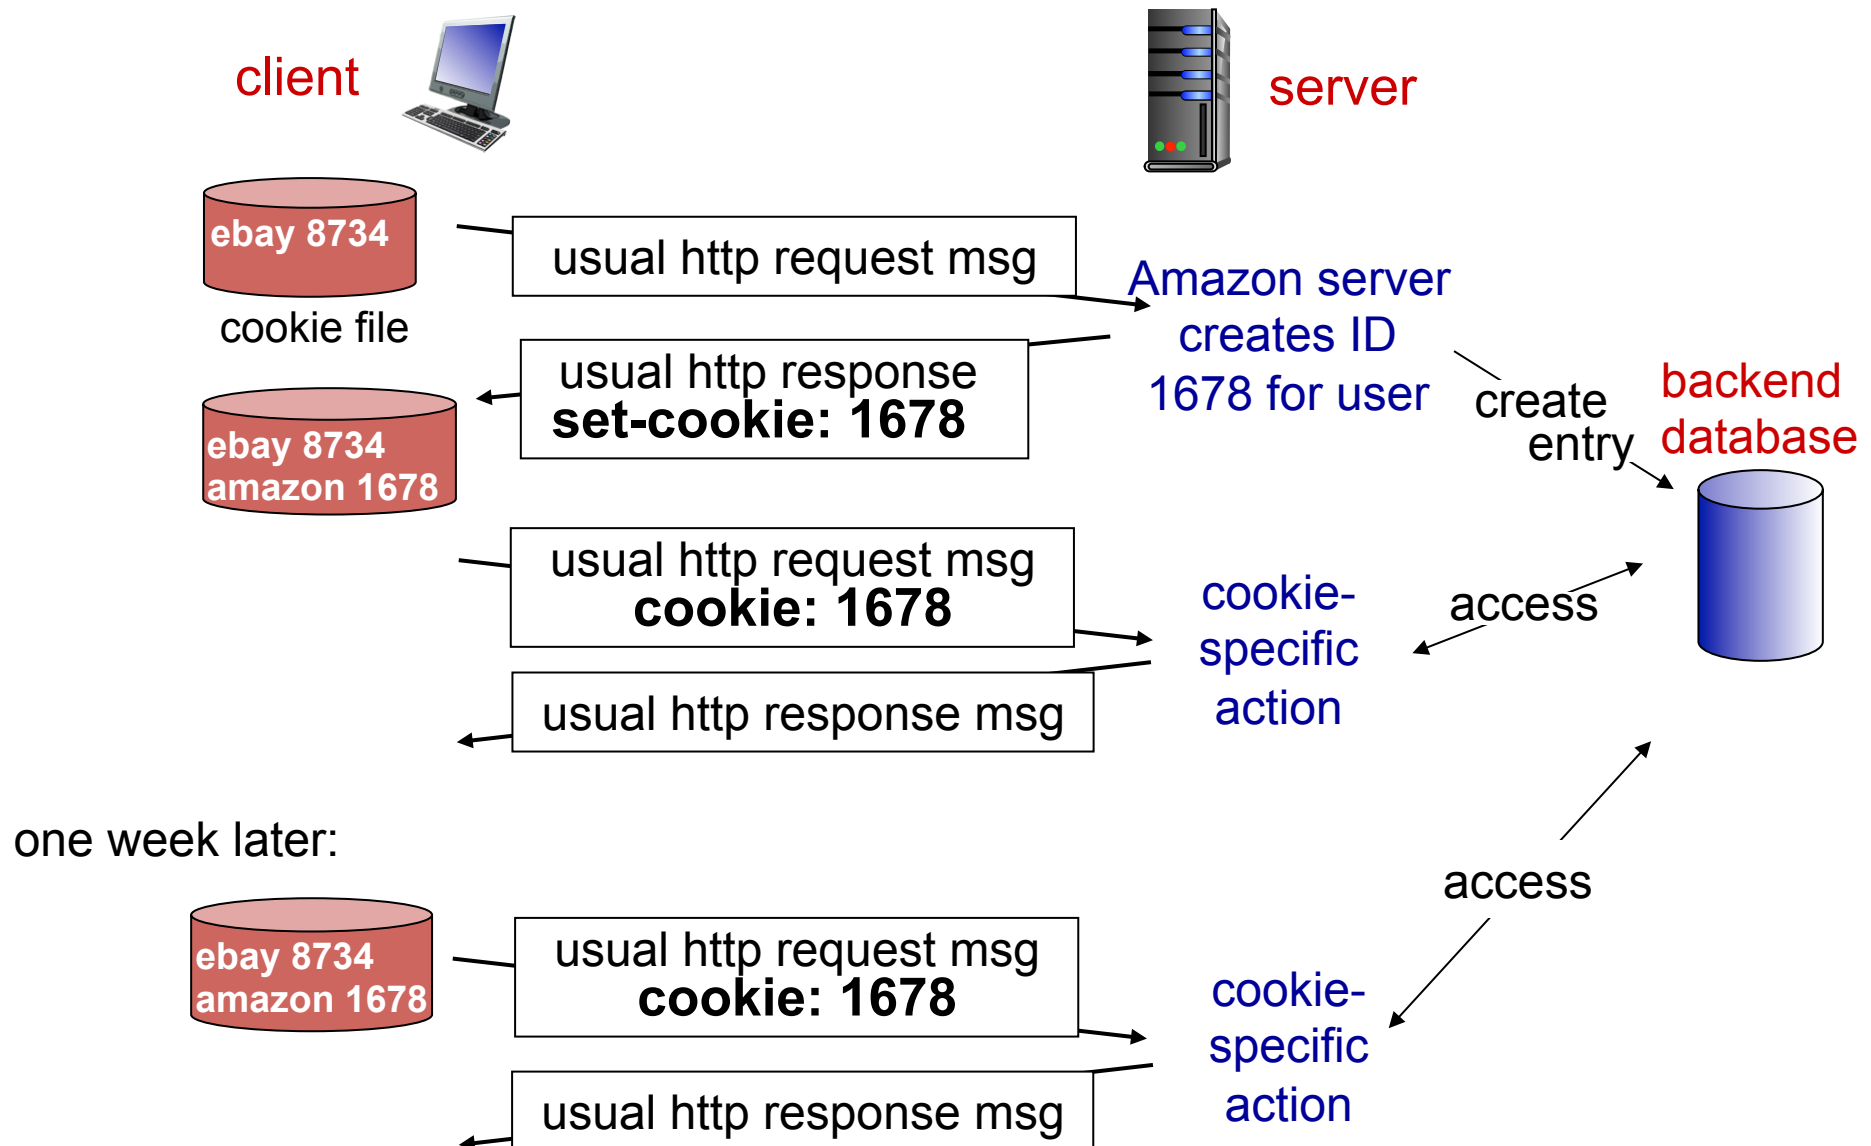 client
server
ebay 8734
cookie file
usual http request msg
Amazon server
creates ID
1678 for user
usual http response
set-cookie: 1678
ebay 8734
amazon 1678
create
entry
backend
database
usual http request msg
cookie: 1678
cookie-
specific
action
access
usual http response msg
one week later:
access
ebay 8734
amazon 1678
usual http request msg
cookie: 1678
cookie-
specific
action
usual http response msg